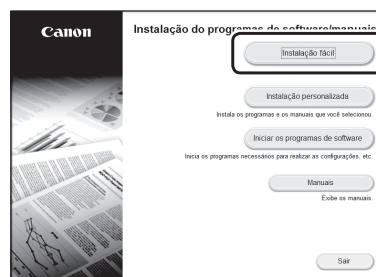 Canon
Instalação do programas de software/manuais
Instalação fácil
Instalação personalizada
Instala os programas e os manuais que você selecionou.
Iniciar os programas de software
Inicia os programas necessários para realizar as configurações, etc.
Manuais
Exibe os manuais.
Sair